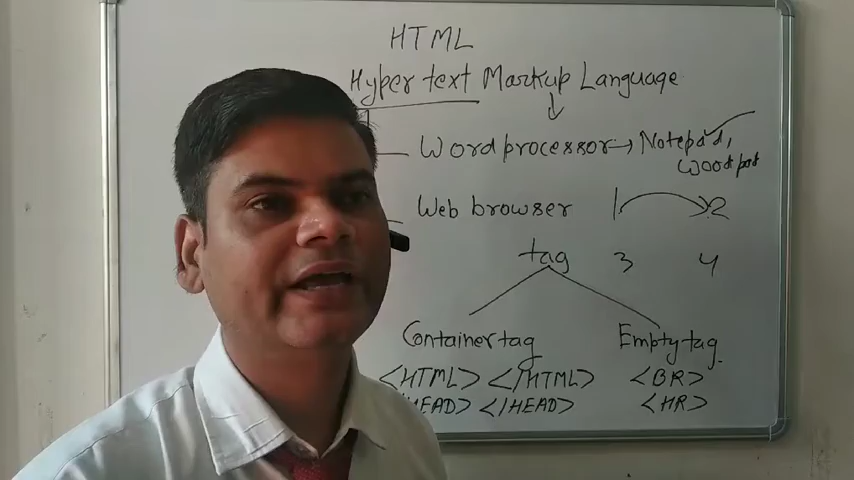 HTML
Hyper text Markup Language
Word processor → Notepad,
Web browser 1 2
tag 3 4
Container tag Empty tag
<HTML> </HTML> <BR>
HEAD> </HEAD> <HR>